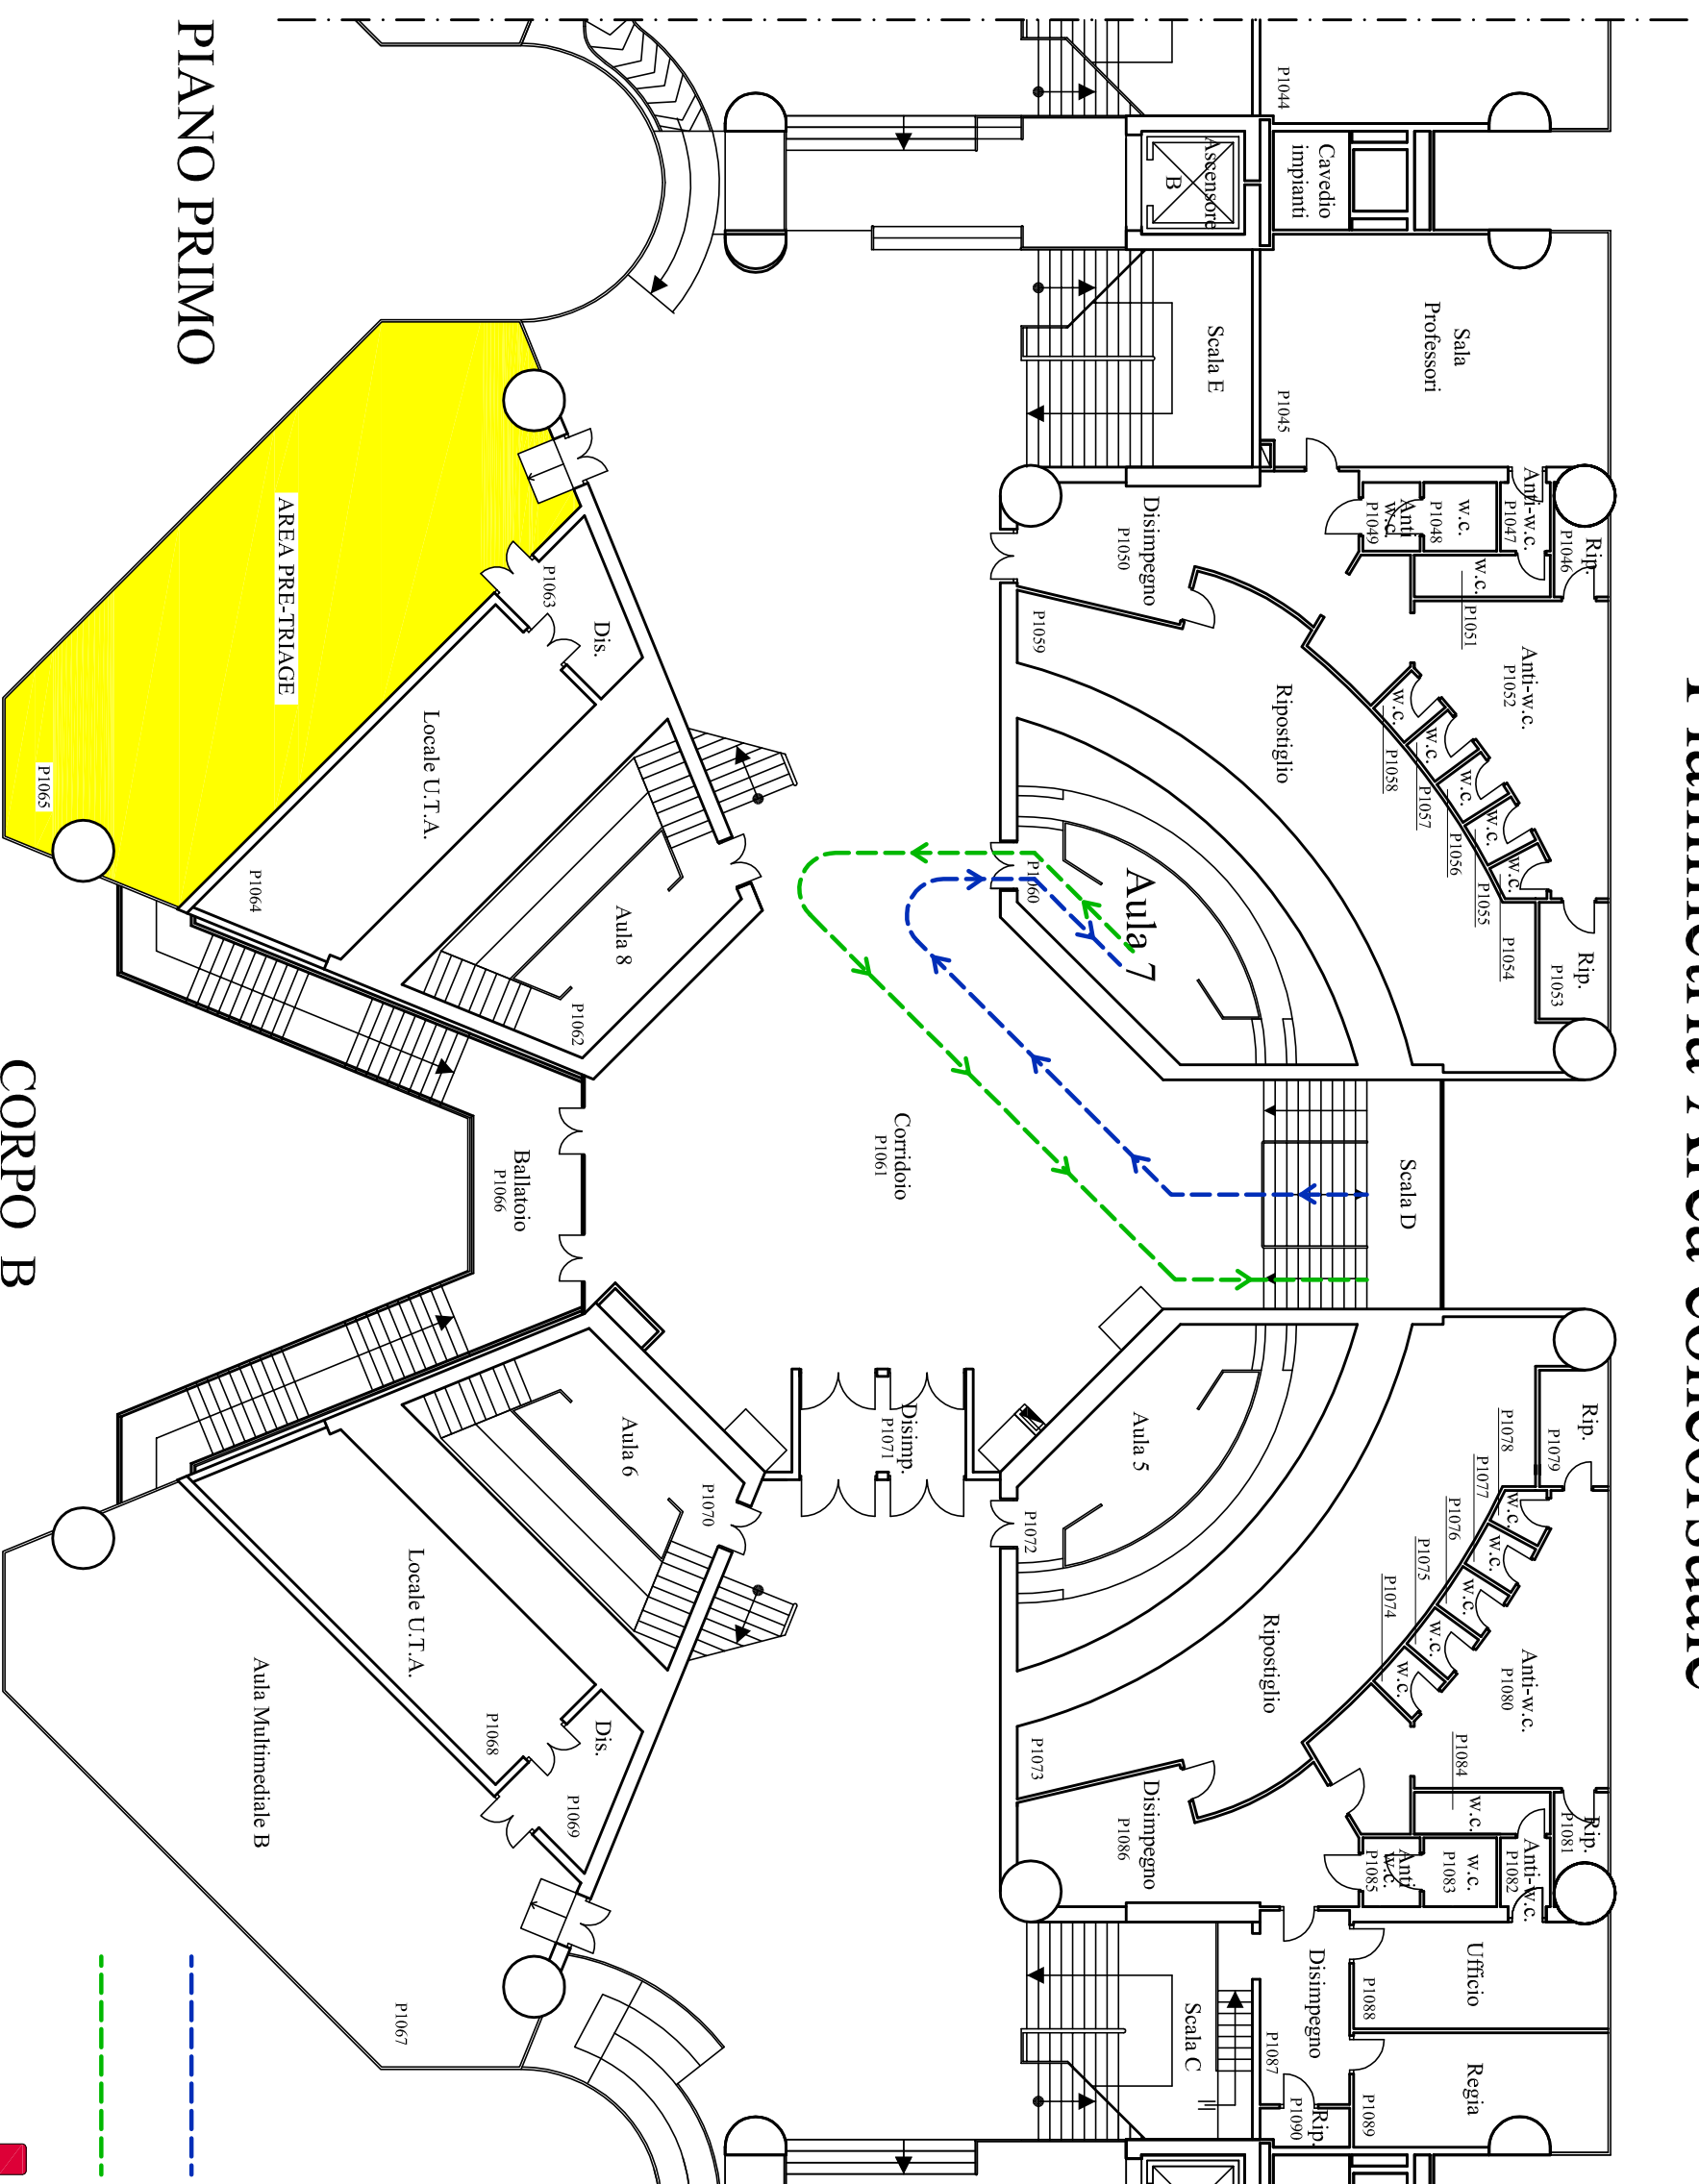 Planimetria Area Concorsuale
P1044
Cavedio
impianti
Ascensore
B
Sala
Professori
Scala E
P1045
Rip.
P1046
Anti-w.c.
P1047
w.c.
P1048
Anti
w.c.
P1049
Disimpegno
P1050
w.c.
P1051
Anti-w.c.
P1052
w.c.
P1058
w.c.
P1057
w.c.
P1056
w.c.
P1055
w.c.
P1054
Rip.
P1053
Ripostiglio
P1059
Aula 7
P1060
Scala D
Corridoio
P1061
PIANO PRIMO
AREA PRE-TRIAGE
P1065
Dis.
P1063
Locale U.T.A.
P1064
Aula 8
P1062
Ballatoio
P1066
CORPO B
Disimp.
P1071
Aula 5
P1072
Aula 6
P1070
Locale U.T.A.
P1068
Dis.
P1069
Aula Multimediale B
P1067
Rip.
P1079
P1078
w.c.
P1077
w.c.
P1076
w.c.
P1075
w.c.
P1074
w.c.
Anti-w.c.
P1080
Ripostiglio
P1073
P1084
w.c.
Rip.
P1081
Anti-w.c.
P1082
w.c.
P1083
Anti
w.c.
P1085
Disimpegno
P1086
Ufficio
P1088
Disimpegno
P1087
Scala C
Regia
P1089
Rip.
P1090